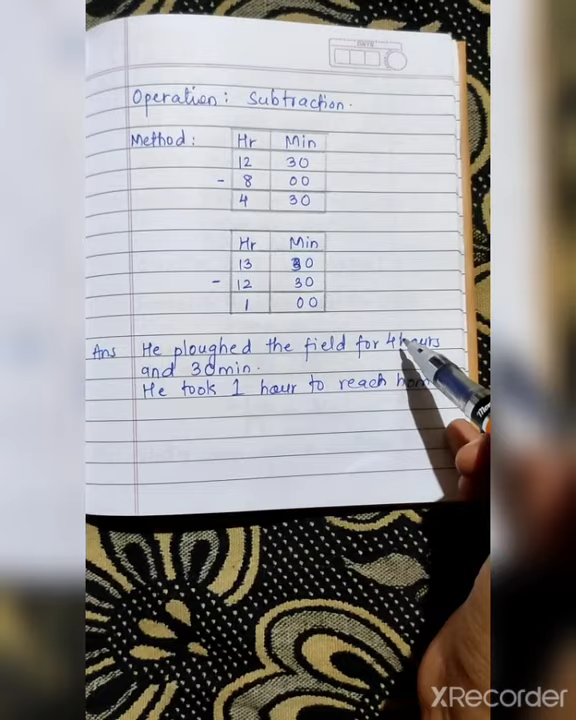 DATE
Operation: Subtraction.
Method:
Hr Min
12 30
- 8 00
4 30
Hr Min
13 30
- 12 30
1 00
Ans He ploughed the field for 4 hours
and 30 min.
He took 1 hour to reach
XRecorder